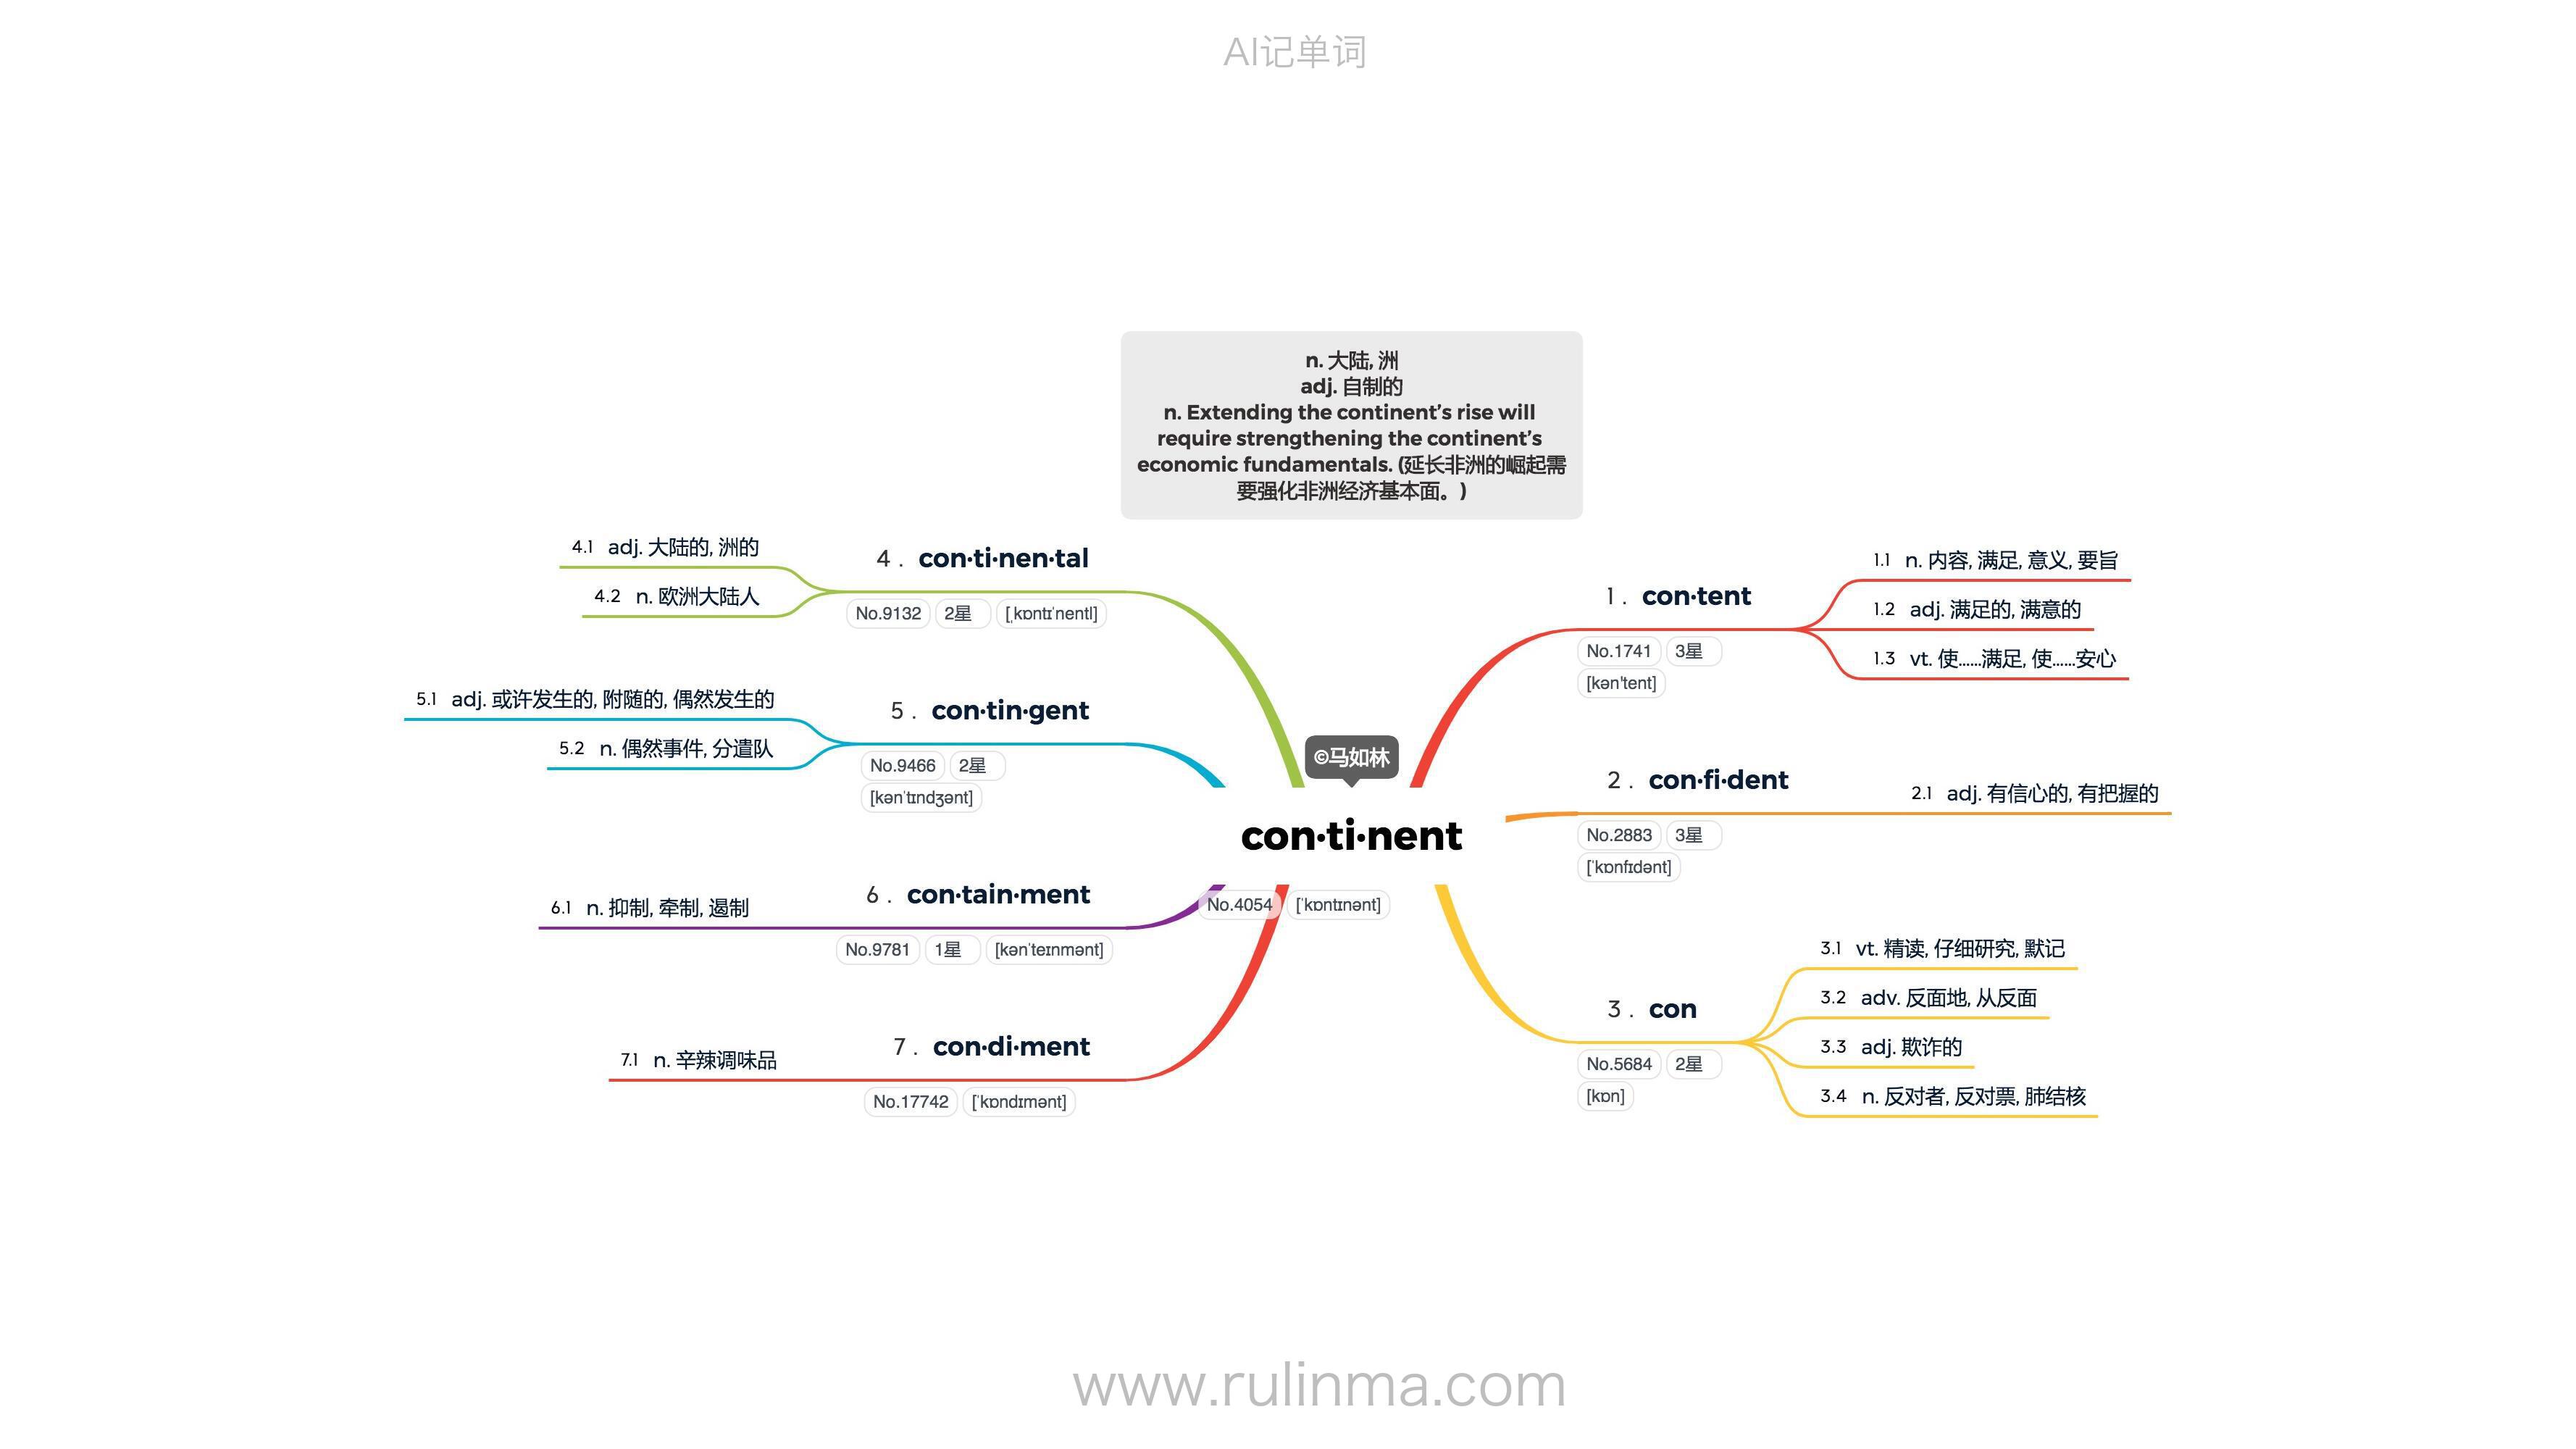 AI记单词
n. 大陆, 洲
adj. 自制的
n. Extending the continent’s rise will
require strengthening the continent’s
economic fundamentals. (延长非洲的崛起需
要强化非洲经济基本面。)
©马如林
con·ti·nent
No.4054 [ˈkɒntɪnənt]
1. con·tent
No.1741 3星
[kən'tent]
1.1 n. 内容, 满足, 意义, 要旨
1.2 adj. 满足的, 满意的
1.3 vt. 使……满足, 使……安心
2. con·fi·dent
No.2883 3星
[ˈkɒnfɪdənt]
2.1 adj. 有信心的, 有把握的
3. con
No.5684 2星
[kɒn]
3.1 vt. 精读, 仔细研究, 默记
3.2 adv. 反面地, 从反面
3.3 adj. 欺诈的
3.4 n. 反对者, 反对票, 肺结核
4. con·ti·nen·tal
No.9132 2星 [ˌkɒntɪˈnentl]
4.1 adj. 大陆的, 洲的
4.2 n. 欧洲大陆人
5. con·tin·gent
No.9466 2星
[kənˈtɪndʒənt]
5.1 adj. 或许发生的, 附随的, 偶然发生的
5.2 n. 偶然事件, 分遣队
6. con·tain·ment
No.9781 1星 [kənˈteɪnmənt]
6.1 n. 抑制, 牵制, 遏制
7. con·di·ment
No.17742 [ˈkɒndɪmənt]
7.1 n. 辛辣调味品
www.rulinma.com